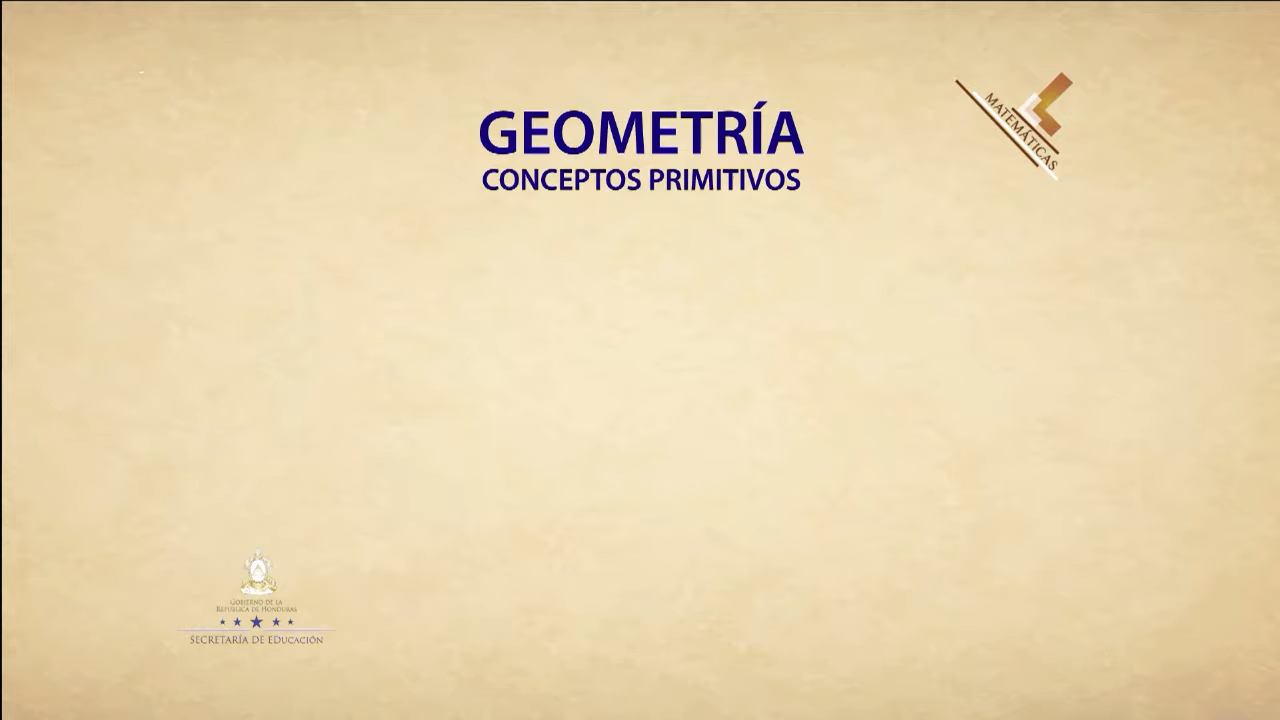 GEOMETRÍA
CONCEPTOS PRIMITIVOS
MATEMÁTICAS
GOBIERNO DE LA
REPÚBLICA DE HONDURAS
SECRETARÍA DE EDUCACIÓN